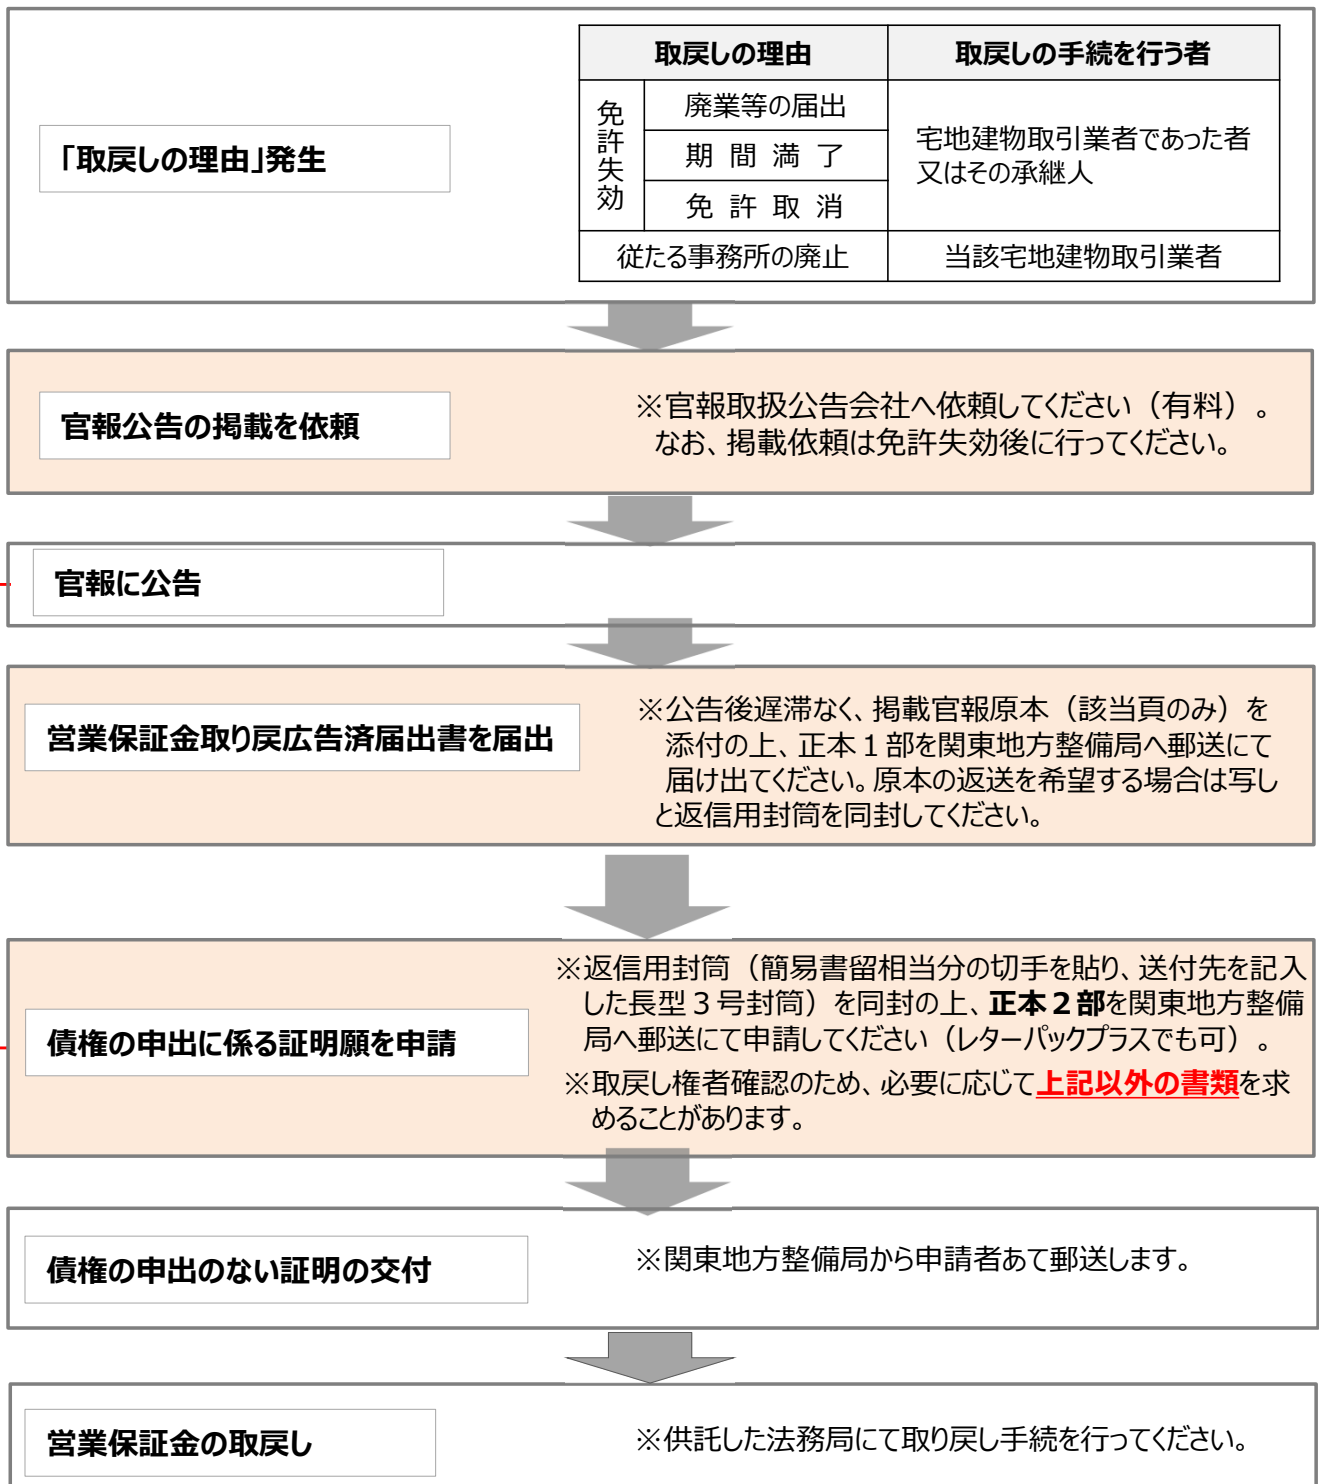 「取戻しの理由」発生
取戻しの理由 取戻しの手続を行う者
免許失効
廃業等の届出
期間満了
免許取消
宅地建物取引業者であった者
又はその承継人
従たる事務所の廃止 当該宅地建物取引業者
官報公告の掲載を依頼
※官報取扱公告会社へ依頼してください（有料）。
なお、掲載依頼は免許失効後に行ってください。
官報に公告
営業保証金取り戻広告済届出書を届出
※公告後遅滞なく、掲載官報原本（該当頁のみ）を
添付の上、正本１部を関東地方整備局へ郵送にて
届け出てください。原本の返送を希望する場合は写し
と返信用封筒を同封してください。
債権の申出に係る証明願を申請
※返信用封筒（簡易書留相当分の切手を貼り、送付先を記入
した長型３号封筒）を同封の上、正本２部を関東地方整備
局へ郵送にて申請してください（レターパックプラスでも可）。
※取戻し権者確認のため、必要に応じて上記以外の書類を求
めることがあります。
債権の申出のない証明の交付
※関東地方整備局から申請者あて郵送します。
営業保証金の取戻し
※供託した法務局にて取り戻し手続を行ってください。